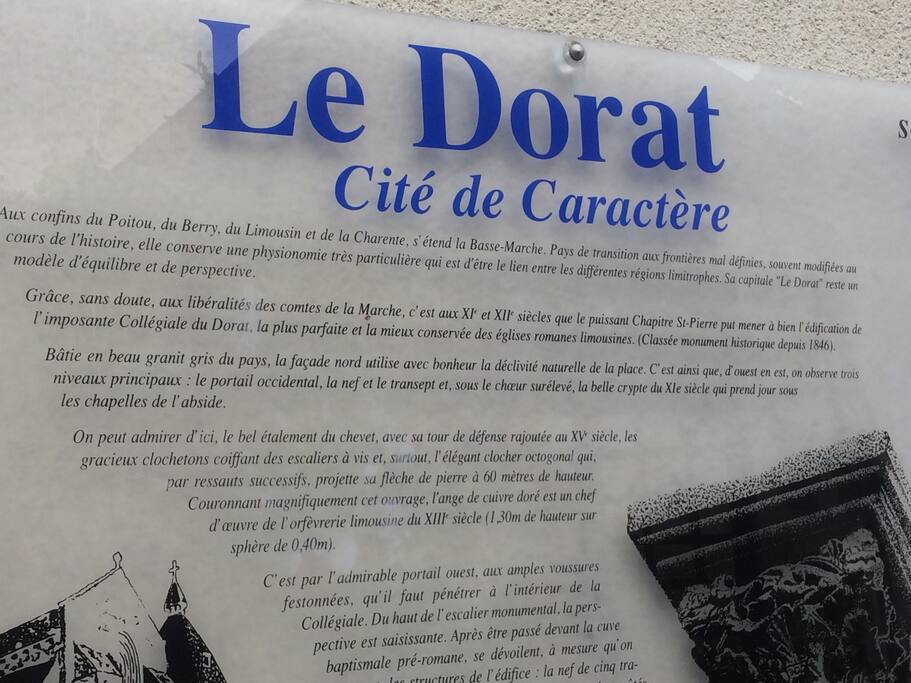 Le Dorat
Cité de Caractère
S
Aux confins du Poitou, du Berry, du Limousin et de la Charente, s'étend la Basse-Marche. Pays de transition aux frontières mal définies, souvent modifiées au
cours de l'histoire, elle conserve une physionomie très particulière qui est d'être le lien entre les différentes régions limitrophes. Sa capitale "Le Dorat" reste un
modèle d'équilibre et de perspective.
Grâce, sans doute, aux libéralités des comtes de la Marche, c'est aux XIᵉ et XIIᵉ siècles que le puissant Chapitre St-Pierre put mener à bien l'édification de
l'imposante Collégiale du Dorat, la plus parfaite et la mieux conservée des églises romanes limousines. (Classée monument historique depuis 1846).
Bâtie en beau granit gris du pays, la façade nord utilise avec bonheur la déclivité naturelle de la place. C'est ainsi que, d'ouest en est, on observe trois
niveaux principaux : le portail occidental, la nef et le transept et, sous le chœur surélevé, la belle crypte du XIe siècle qui prend jour sous
les chapelles de l'abside.
On peut admirer d'ici, le bel étalement du chevet, avec sa tour de défense rajoutée au XVᵉ siècle, les
gracieux clochetons coiffant des escaliers à vis et, surtout, l'élégant clocher octogonal qui,
par ressauts successifs, projette sa flèche de pierre à 60 mètres de hauteur.
Couronnant magnifiquement cet ouvrage, l'ange de cuivre doré est un chef
d'œuvre de l'orfèvrerie limousine du XIIIᵉ siècle (1,30m de hauteur sur
sphère de 0,40m).
C'est par l'admirable portail ouest, aux amples voussures
festonnées, qu'il faut pénétrer à l'intérieur de la
Collégiale. Du haut de l'escalier monumental, la pers-
pective est saisissante. Après être passé devant la cuve
baptismale pré-romane, se dévoilent, à mesure qu'on
les structures de l'édifice : la nef de cinq tra-